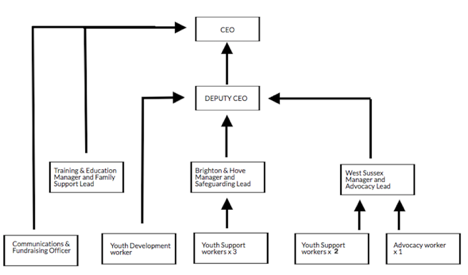 CEO
DEPUTY CEO
Training & Education
Manager and Family
Support Lead
Brighton & Hove
Manager and
Safeguarding Lead
West Sussex
Manager and
Advocacy Lead
Communications &
Fundraising Officer
Youth Development
worker
Youth Support
workers x 3
Youth Support
workers x 2
Advocacy worker
x 1